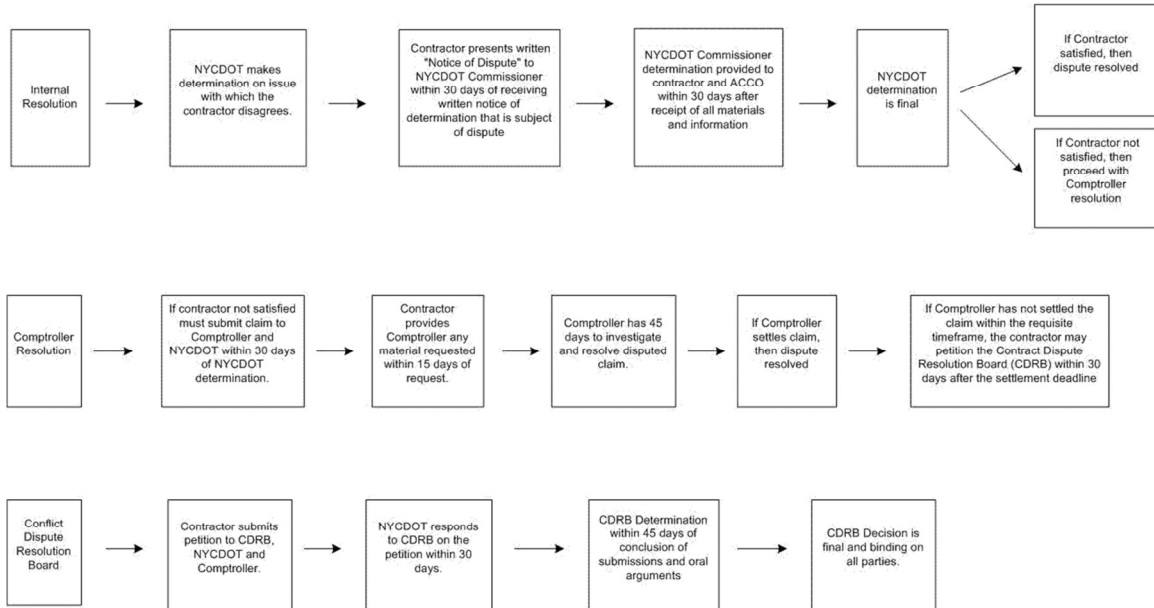 Internal
Resolution
NYCDOT makes
determination on issue
with which the
contractor disagrees.
Contractor presents written
"Notice of Dispute" to
NYCDOT Commissioner
within 30 days of receiving
written notice of
determination that is subject
of dispute
NYCDOT Commissioner
determination provided to
contractor and ACCO
within 30 days after
receipt of all materials
and information
NYCDOT
determination
is final
If Contractor
satisfied, then
dispute resolved
If Contractor not
satisfied, then
proceed with
Comptroller
resolution
Comptroller
Resolution
If contractor not satisfied
must submit claim to
Comptroller and
NYCDOT within 30 days
of NYCDOT
determination.
Contractor
provides
Comptroller any
material requested
within 15 days of
request.
Comptroller has 45
days to investigate
and resolve disputed
claim.
If Comptroller
settles claim,
then dispute
resolved
If Comptroller has not settled the
claim within the requisite
timeframe, the contractor may
petition the Contract Dispute
Resolution Board (CDRB) within 30
days after the settlement deadline
Conflict
Dispute
Resolution
Board
Contractor submits
petition to CDRB,
NYCDOT and
Comptroller.
NYCDOT responds
to CDRB on the
petition within 30
days.
CDRB Determination
within 45 days of
conclusion of
submissions and oral
arguments
CDRB Decision is
final and binding on
all parties.